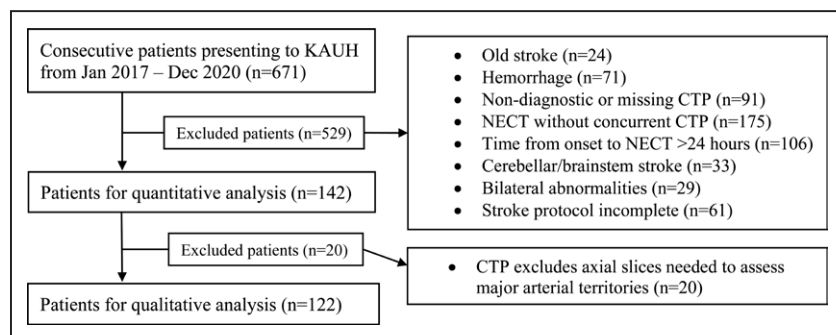 Consecutive patients presenting to KAUH
from Jan 2017 – Dec 2020 (n=671)
Excluded patients (n=529)
• Old stroke (n=24)
• Hemorrhage (n=71)
• Non-diagnostic or missing CTP (n=91)
• NECT without concurrent CTP (n=175)
• Time from onset to NECT >24 hours (n=106)
• Cerebellar/brainstem stroke (n=33)
• Bilateral abnormalities (n=29)
• Stroke protocol incomplete (n=61)
Patients for quantitative analysis (n=142)
Excluded patients (n=20)
• CTP excludes axial slices needed to assess
major arterial territories (n=20)
Patients for qualitative analysis (n=122)